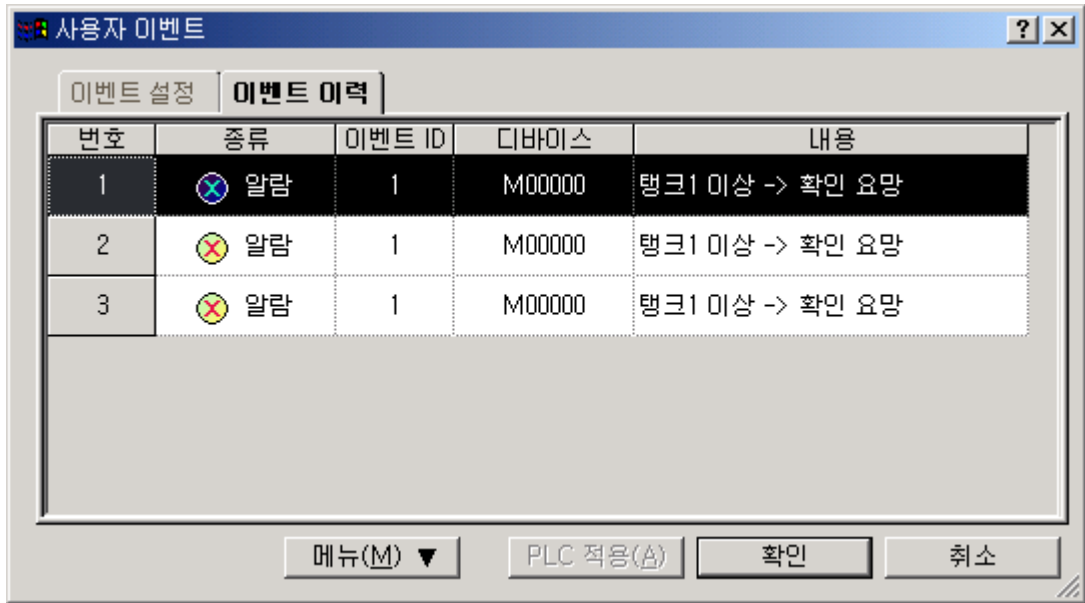 사용자 이벤트
이벤트 설정 이벤트 이력
번호 종류 이벤트 ID 디바이스 내용
1 알람 1 M00000 탱크1 이상 -> 확인 요망
2 알람 1 M00000 탱크1 이상 -> 확인 요망
3 알람 1 M00000 탱크1 이상 -> 확인 요망
메뉴(M) ▼ PLC 적용(A) 확인 취소